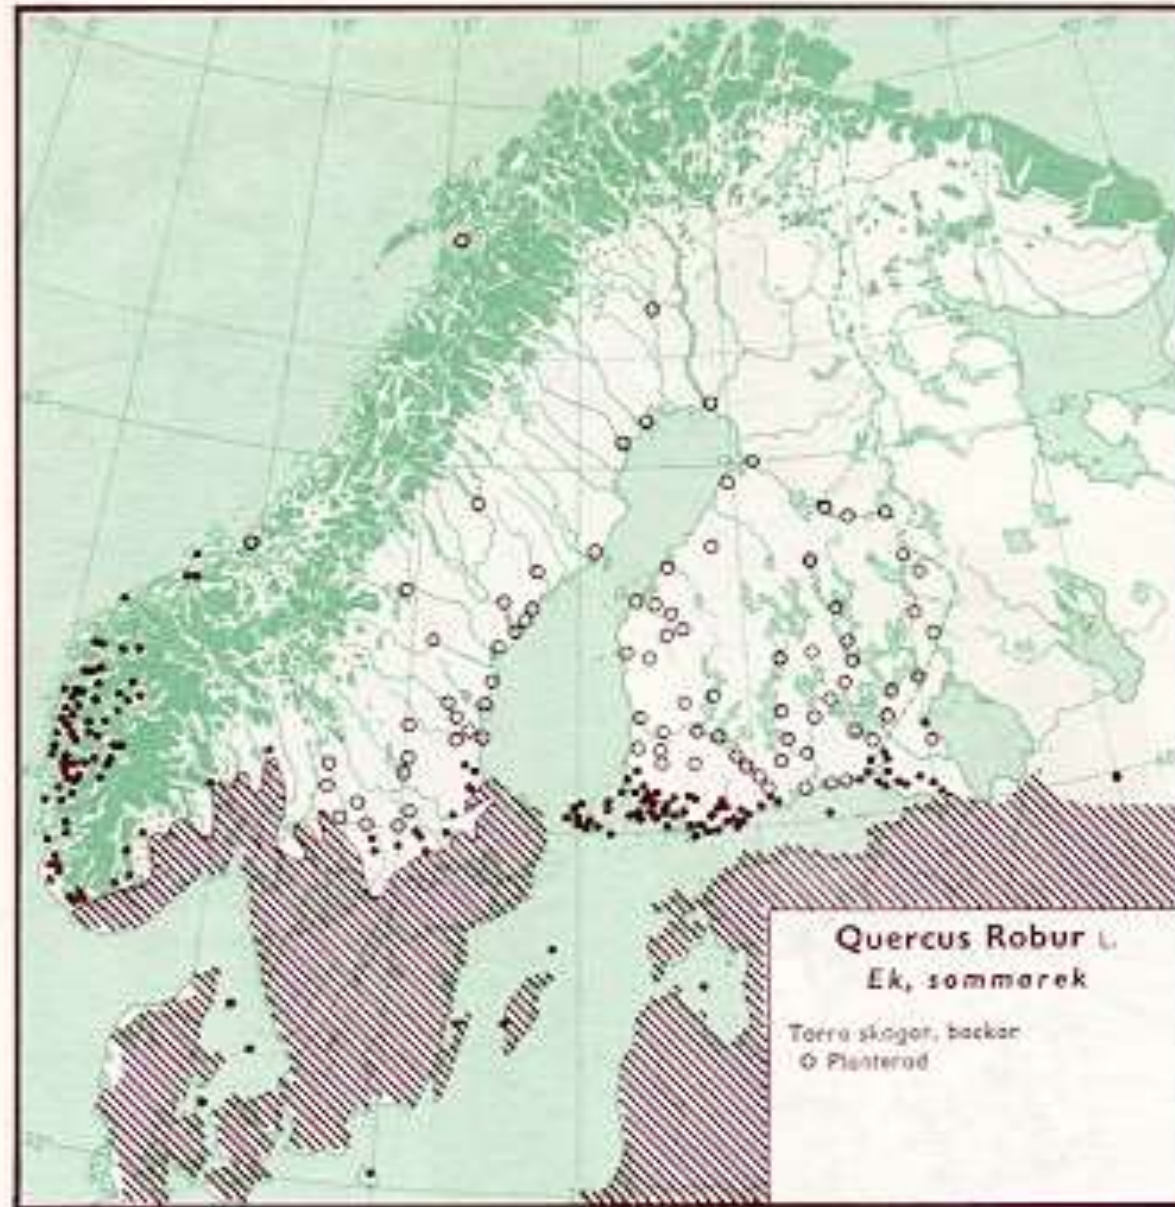 Quercus Robur L.
Ek, sommarek
Torra skogar, backar
O Planterad